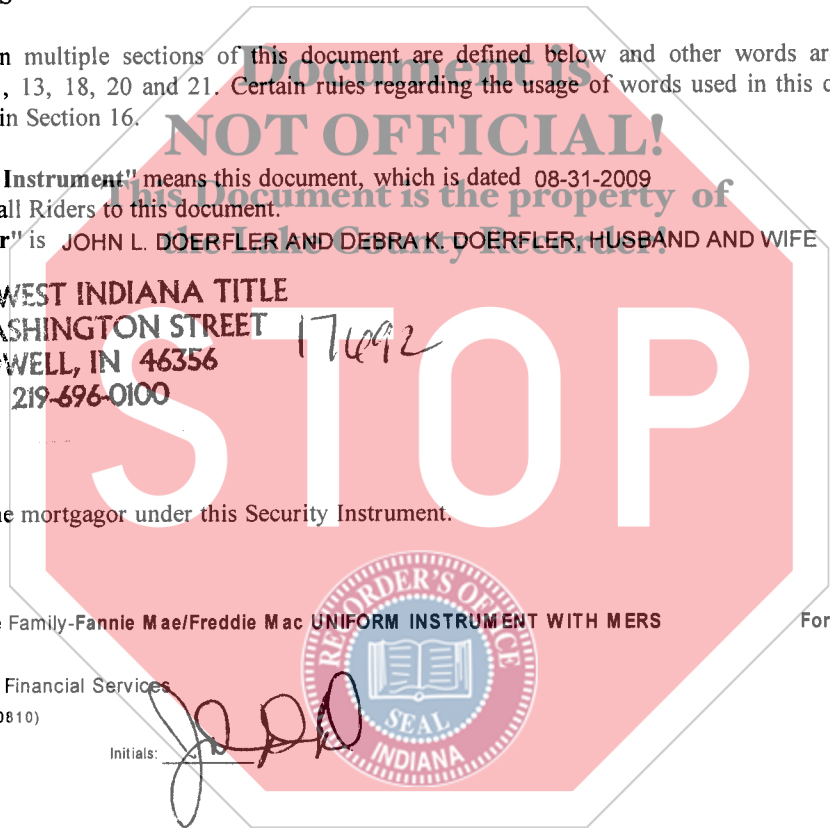 S
n multiple sections of this document are defined below and other words ar
, 13, 18, 20 and 21. Certain rules regarding the usage of words used in this
in Section 16.
Document is
NOT OFFICIAL!
This Document is the property of
the Lake County Recorder!
Instrument" means this document, which is dated 08-31-2009
all Riders to this document.
r" is JOHN L. DOERFLER AND DEBRA K. DOERFLER, HUSBAND AND WIFE
WEST INDIANA TITLE
ASHINGTON STREET
17692
WELL, IN 46356
219-696-0100
STOP
e mortgagor under this Security Instrument.
e Family-Fannie Mae/Freddie Mac UNIFORM INSTRUMENT WITH MERS
For
Financial Services
0810)
Initials:
RECORDER'S OFFICE
SEAL
INDIANA